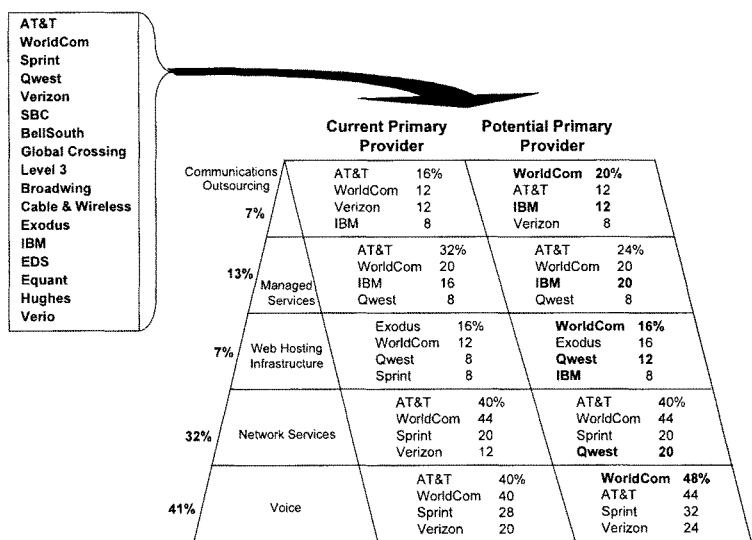 AT&T
WorldCom
Sprint
Qwest
Verizon
SBC
BellSouth
Global Crossing
Level 3
Broadwing
Cable & Wireless
Exodus
IBM
EDS
Equant
Hughes
Verio
Current Primary Provider
Potential Primary Provider
Communications Outsourcing
7%
AT&T 16%
WorldCom 12
Verizon 12
IBM 8
WorldCom 20%
AT&T 12
IBM 12
Verizon 8
13%
Managed Services
AT&T 32%
WorldCom 20
IBM 16
Qwest 8
AT&T 24%
WorldCom 20
IBM 20
Qwest 8
7%
Web Hosting Infrastructure
Exodus 16%
WorldCom 12
Qwest 8
Sprint 8
WorldCom 16%
Exodus 16
Qwest 12
IBM 8
32%
Network Services
AT&T 40%
WorldCom 44
Sprint 20
Verizon 12
AT&T 40%
WorldCom 44
Sprint 20
Qwest 20
41%
Voice
AT&T 40%
WorldCom 40
Sprint 28
Verizon 20
WorldCom 48%
AT&T 44
Sprint 32
Verizon 24